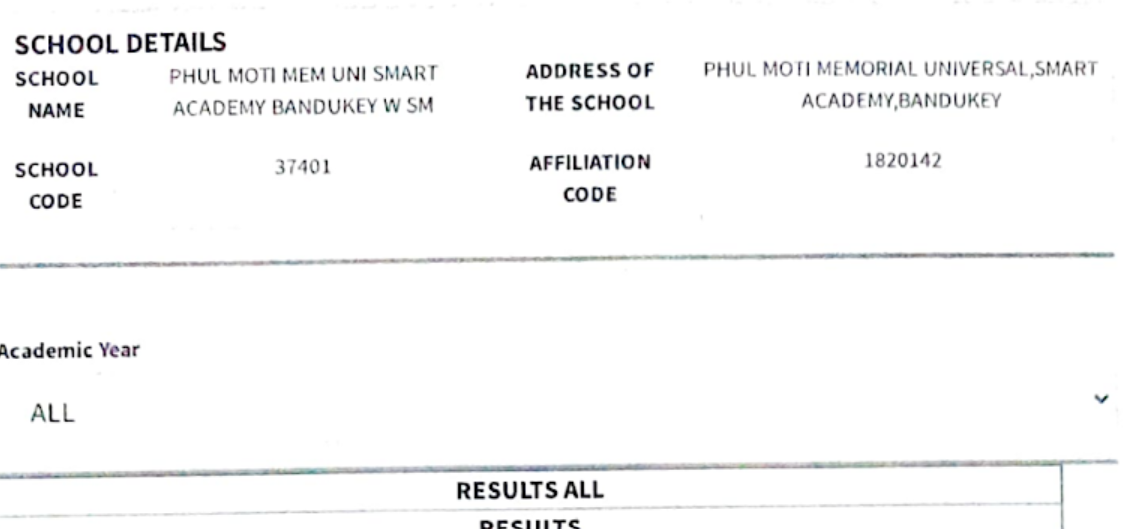 SCHOOL DETAILS
SCHOOL PHUL MOTI MEM UNI SMART ADDRESS OF PHUL MOTI MEMORIAL UNIVERSAL,SMART
NAME ACADEMY BANDUKEY W SM THE SCHOOL ACADEMY,BANDUKEY
SCHOOL 37401 AFFILIATION 1820142
CODE CODE
Academic Year
ALL
RESULTS ALL
RESULTS